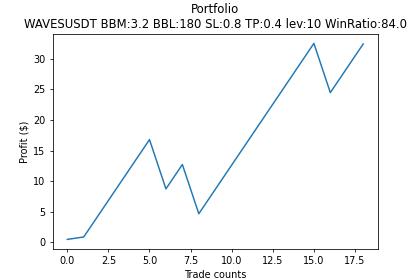 Portfolio
WAVESUSDT BBM:3.2 BBL:180 SL:0.8 TP:0.4 lev:10 WinRatio:84.0
Profit ($)
30
25
20
15
10
5
0
0.0 2.5 5.0 7.5 10.0 12.5 15.0 17.5
Trade counts